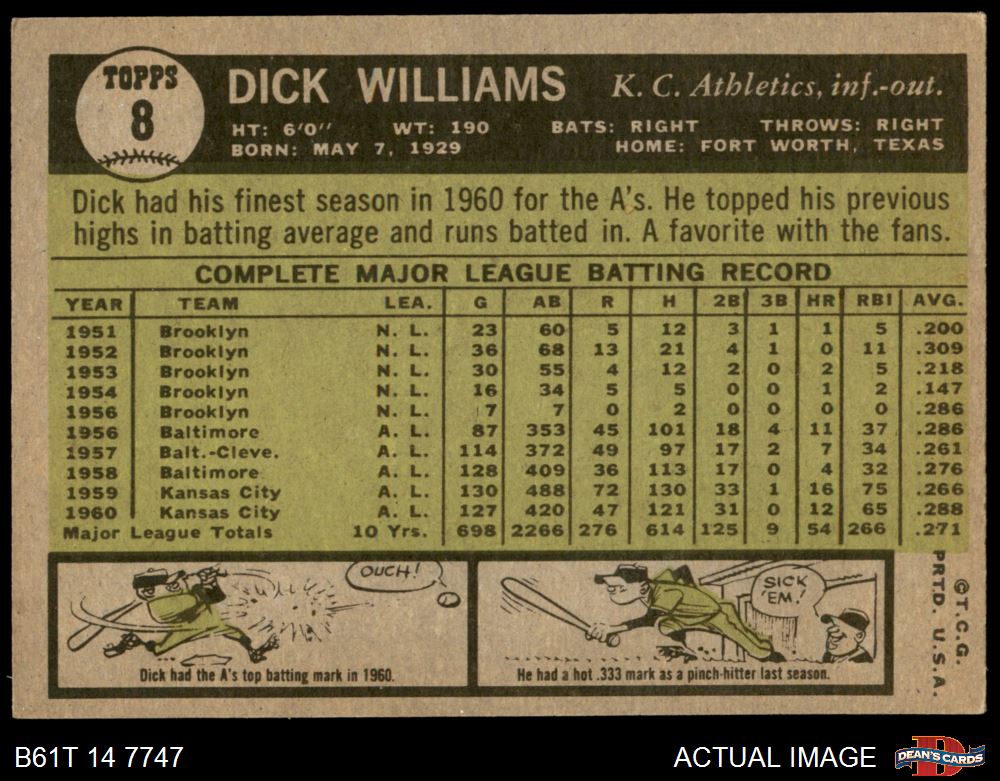 TOPPS
8
DICK WILLIAMS K. C. Athletics, inf.-out.
HT: 6'0" WT: 190 BATS: RIGHT THROWS: RIGHT
BORN: MAY 7, 1929 HOME: FORT WORTH, TEXAS
Dick had his finest season in 1960 for the A's. He topped his previous
highs in batting average and runs batted in. A favorite with the fans.
COMPLETE MAJOR LEAGUE BATTING RECORD
YEAR TEAM LEA. G AB R H 2B 3B HR RBI AVG.
1951 Brooklyn N. L. 23 60 5 12 3 1 1 5 .200
1952 Brooklyn N. L. 36 68 13 21 4 1 0 11 .309
1953 Brooklyn N. L. 30 55 4 12 2 0 2 5 .218
1954 Brooklyn N. L. 16 34 5 5 0 0 1 2 .147
1956 Brooklyn N. L. 7 7 0 2 0 0 0 0 .286
1956 Baltimore A. L. 87 353 45 101 18 4 11 37 .286
1957 Balt.-Cleve. A. L. 114 372 49 97 17 2 7 34 .261
1958 Baltimore A. L. 128 409 36 113 17 0 4 32 .276
1959 Kansas City A. L. 130 488 72 130 33 1 16 75 .266
1960 Kansas City A. L. 127 420 47 121 31 0 12 65 .288
Major League Totals 10 Yrs. 698 2266 276 614 125 9 54 266 .271
OUCH!
Dick had the A's top batting mark in 1960.
SICK
'EM!
He had a hot .333 mark as a pinch-hitter last season.
©T.C.G.
PRTD. U.S.A.
B61T 14 7747 ACTUAL IMAGE
D
DEAN'S CARDS